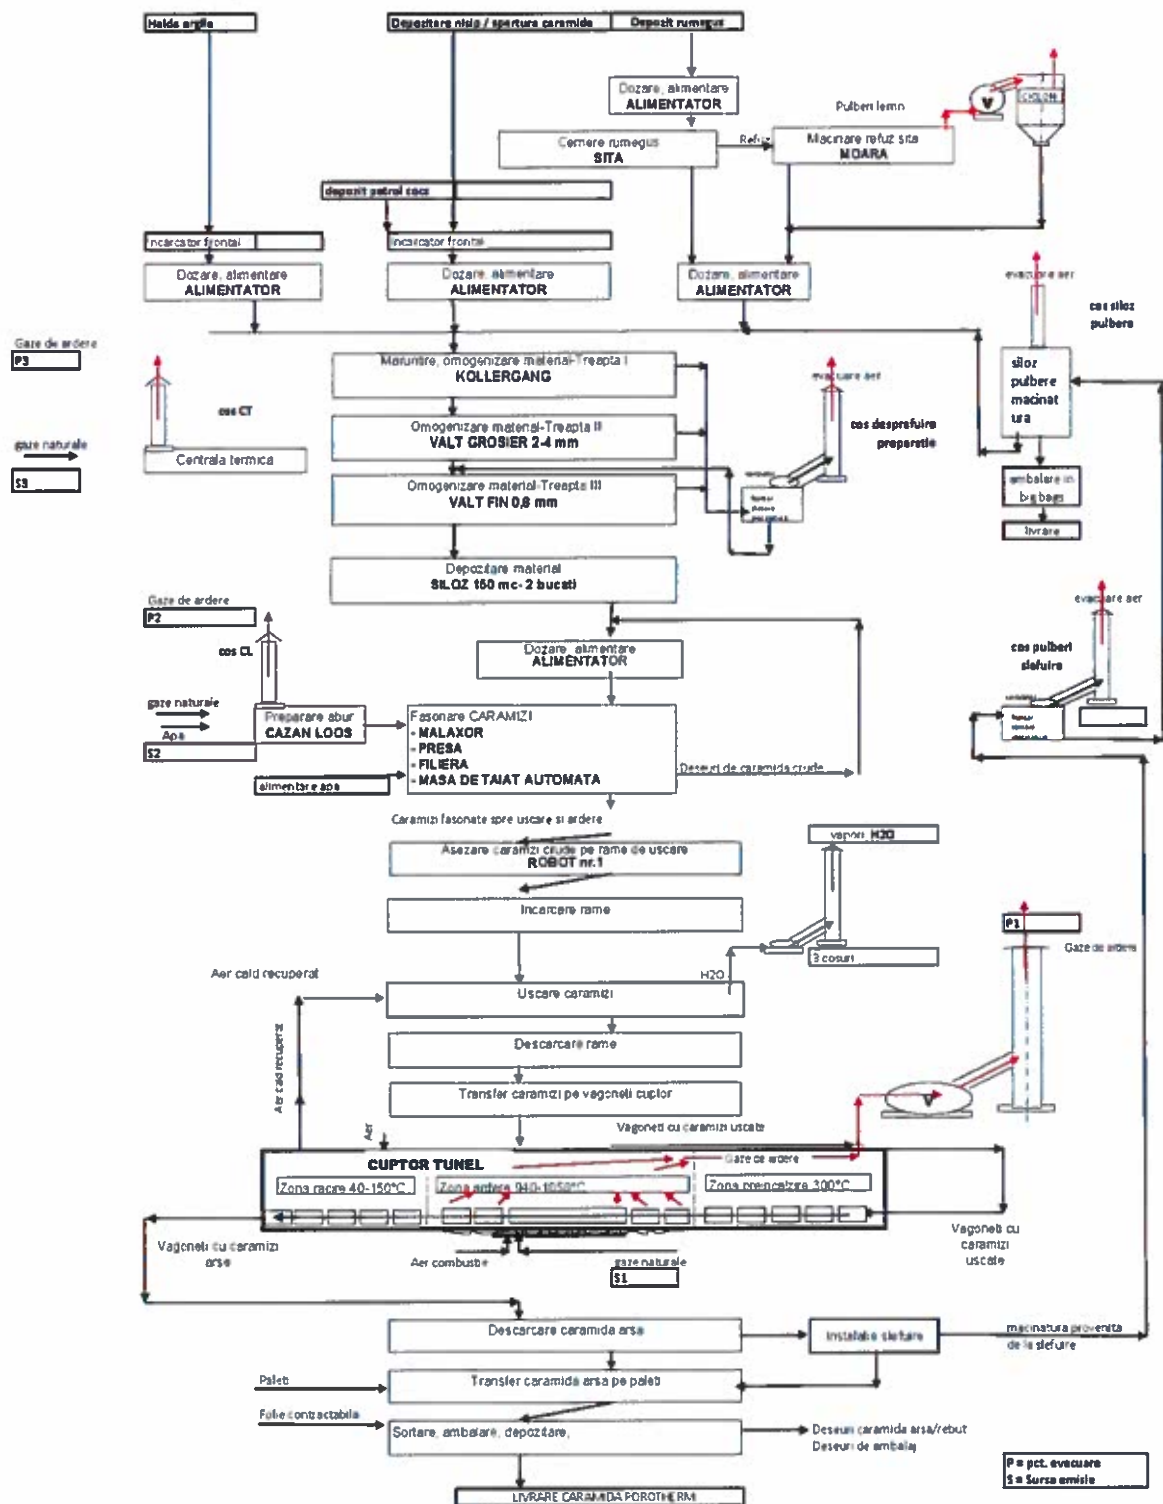 Halda argila
Depozitare nisip / spartura caramida
Depozit rumegus
Dozare, alimentare
ALIMENTATOR
Pulberi lemn
V
CICLON
Cernere rumegus
SITA
Refuz
Macinare refuz sita
MOARA
depozit petrol cocs
Incarcator frontal
Incarcator frontal
Dozare, alimentare
ALIMENTATOR
Dozare, alimentare
ALIMENTATOR
Dozare, alimentare
ALIMENTATOR
evacuare aer
cos siloz
pulbere
Gaze de ardere
P3
Maruntire, omogenizare material-Treapta I
KOLLERGANG
siloz
pulbere
macinat
ura
evacuare aer
cos CT
Omogenizare material-Treapta II
VALT GROSIER 2-4 mm
cos desprafuire
preparatie
gaze naturale
S3
Centrala termica
Omogenizare material-Treapta III
VALT FIN 0,8 mm
ambalare in
big bags
livrare
Depozitare material
SILOZ 150 mc- 2 bucati
Gaze de ardere
P2
cos CL
evacuare aer
cos pulberi
slefuire
Dozare, alimentare
ALIMENTATOR
gaze naturale
Apa
S2
Preparare abur
CAZAN LOOS
Fasonare CARAMIZI
- MALAXOR
- PRESA
- FILIERA
- MASA DE TAIAT AUTOMATA
Deseuri de caramida crude
alimentare apa
Caramizi fasonate spre uscare si ardere
Asezare caramizi crude pe rame de uscare
ROBOT nr.1
vapori H2O
Incarcare rame
P1
Gaze de ardere
3 cosuri
Aer cald recuperat
H2O
Uscare caramizi
Aer cald recuperat
Descarcare rame
Transfer caramizi pe vagoneti cuptor
V
Aer
Vagoneti cu caramizi uscate
CUPTOR TUNEL
Gaze de ardere
Zona racire 40-150°C
Zona ardere 940-1050°C
Zona preincalzire 300°C
Vagoneti cu caramizi
arse
Aer combustie
gaze naturale
S1
Vagoneti cu
caramizi
uscate
Descarcare caramida arsa
Instalatie slefuire
macinatura provenita
de la slefuire
Paleti
Transfer caramida arsa pe paleti
Folie contractabila
Sortare, ambalare, depozitare,
Deseuri caramida arsa/rebut
Deseuri de ambalaj
P = pct. evacuare
S = Sursa emisie
LIVRARE CARAMIDA POROTHERM